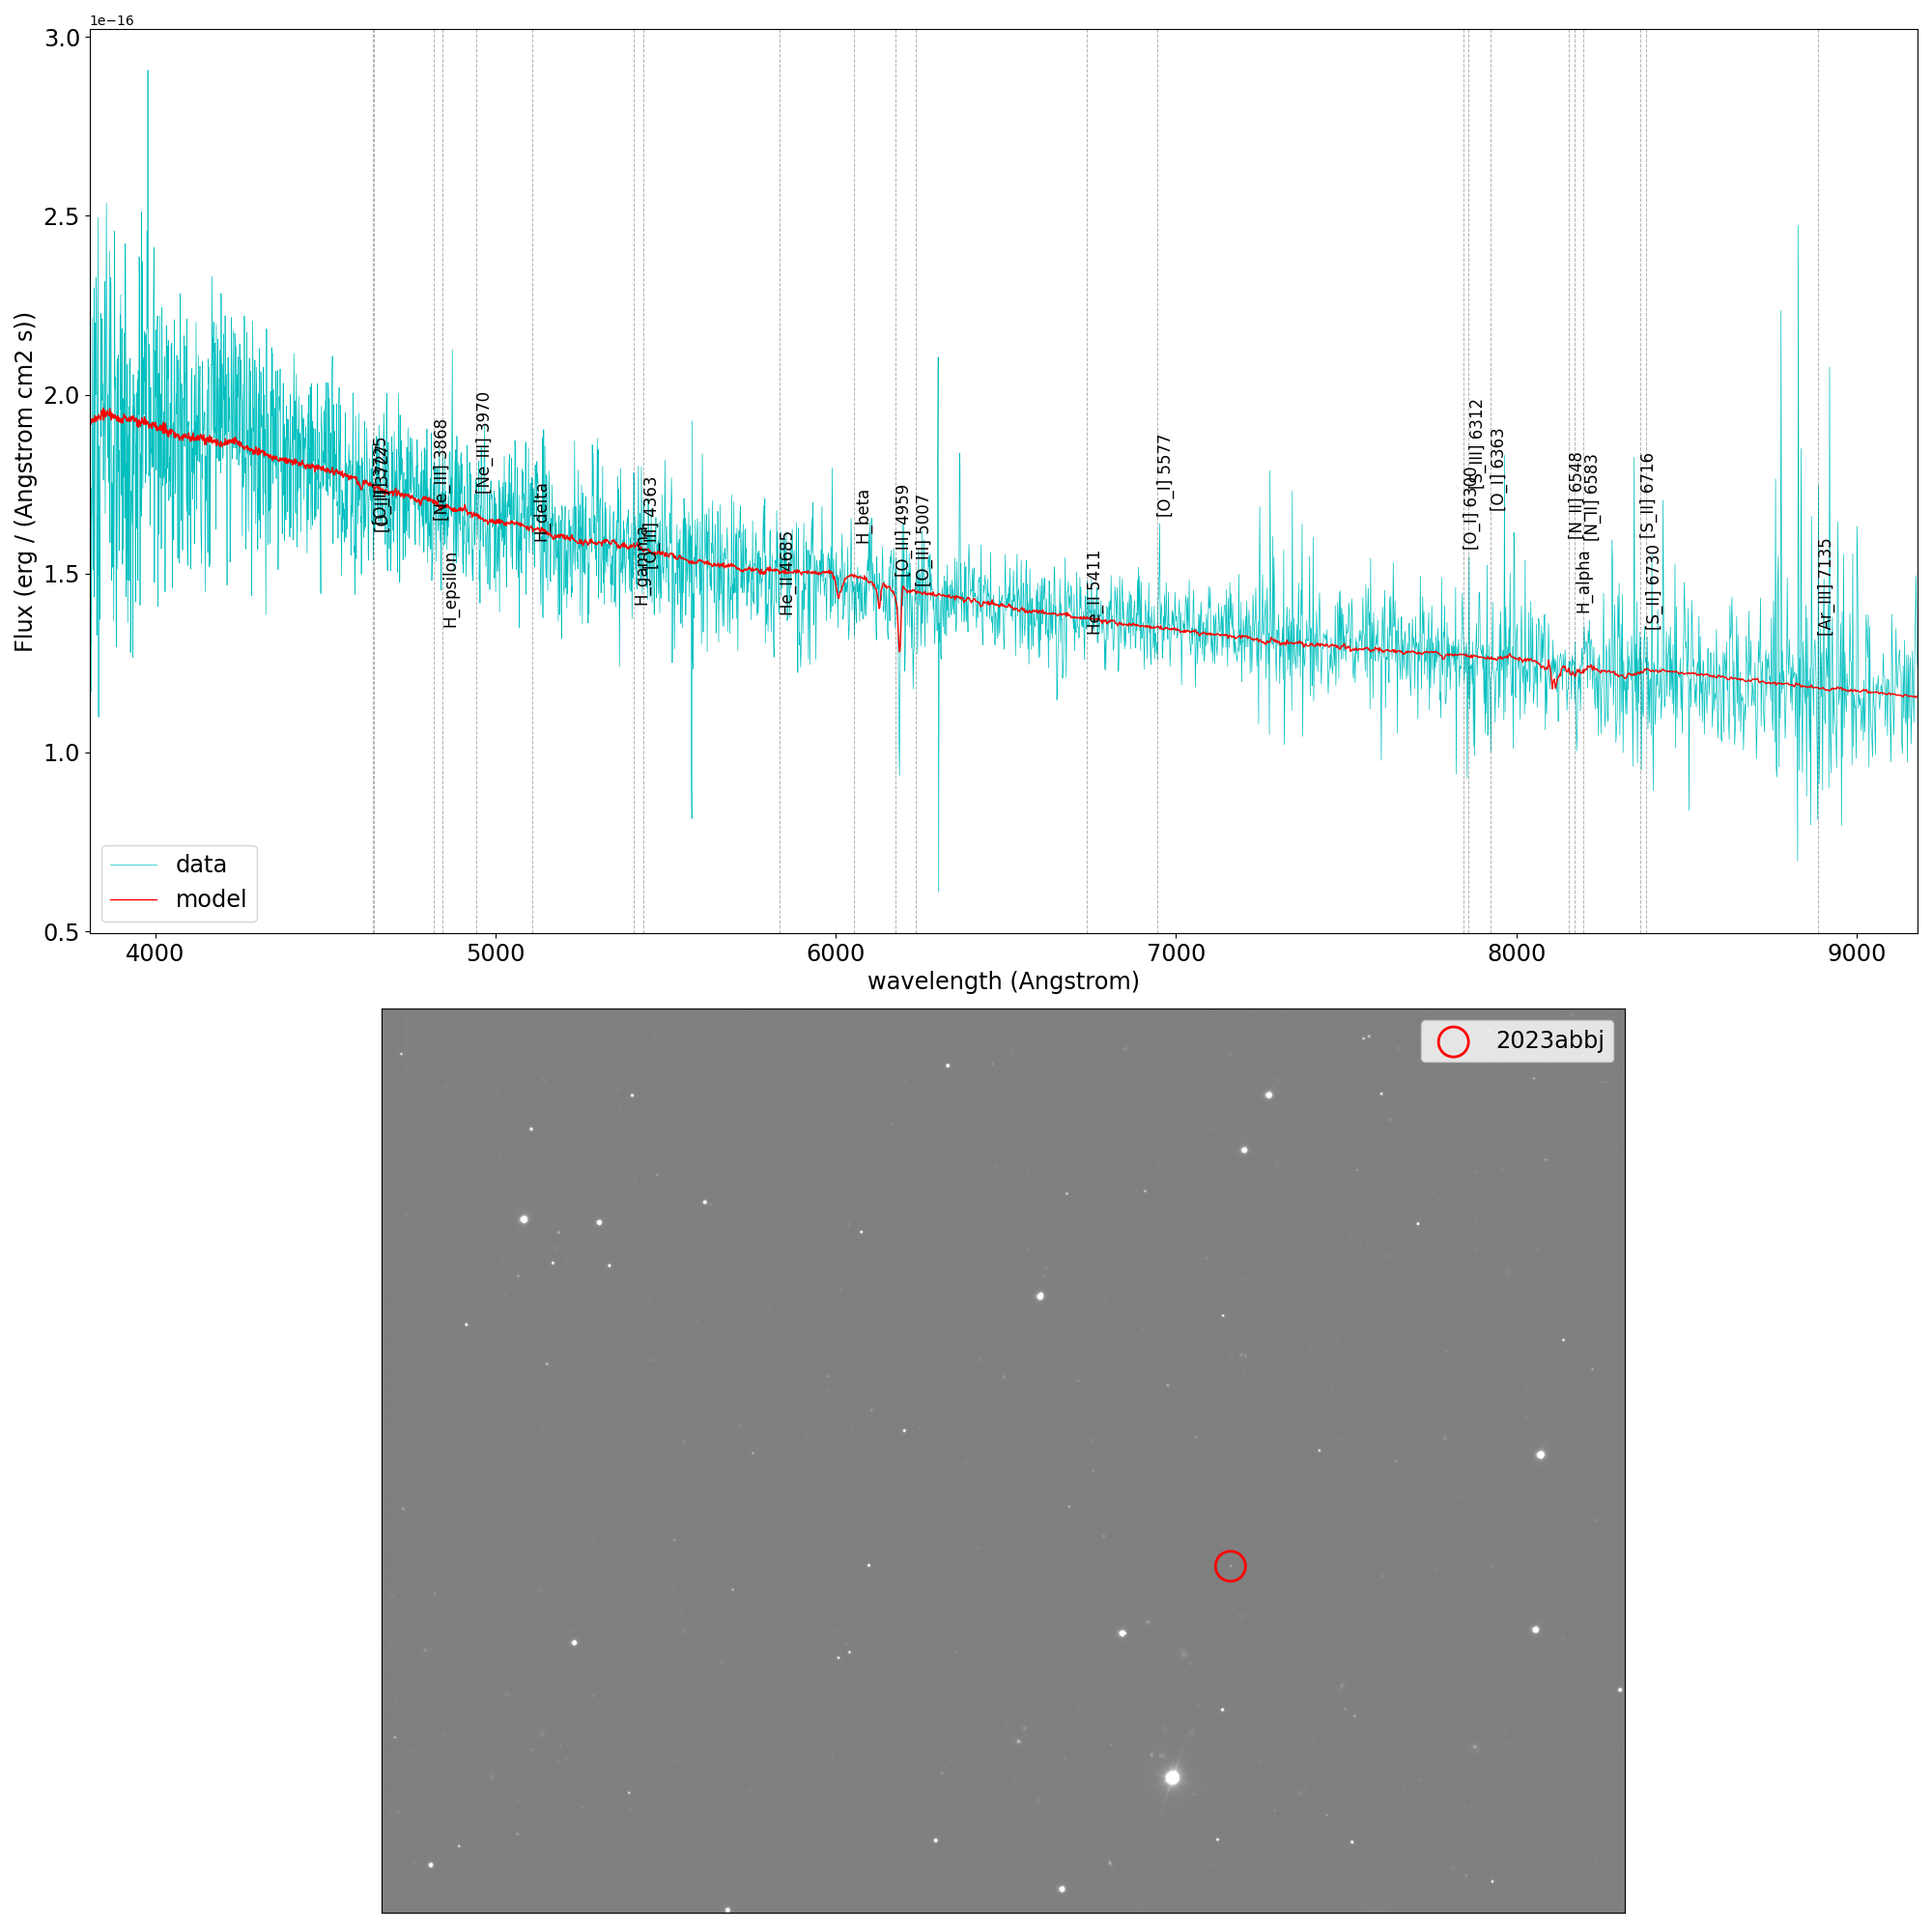 1e−16
3.0
2.5
2.0
1.5
1.0
0.5
Flux (erg / (Angstrom cm2 s))
[Ne_III] 3868
H_epsilon
[Ne_III] 3970
H_delta
H_gamma
[O_III] 4363
He_II 4685
H_beta
[O_III] 4959
[O_III] 5007
He_II 5411
[O_I] 5577
[O_I] 6300
[S_III] 6312
[O_I] 6363
[N_II] 6548
H_alpha
[N_II] 6583
[S_II] 6716
[S_II] 6730
[Ar_III] 7135
data
model
4000 5000 6000 7000 8000 9000
wavelength (Angstrom)
2023abbj